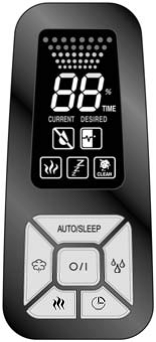 88 %
TIME
CURRENT DESIRED
Z Z Z
CLEAN
AUTO/SLEEP
O/I